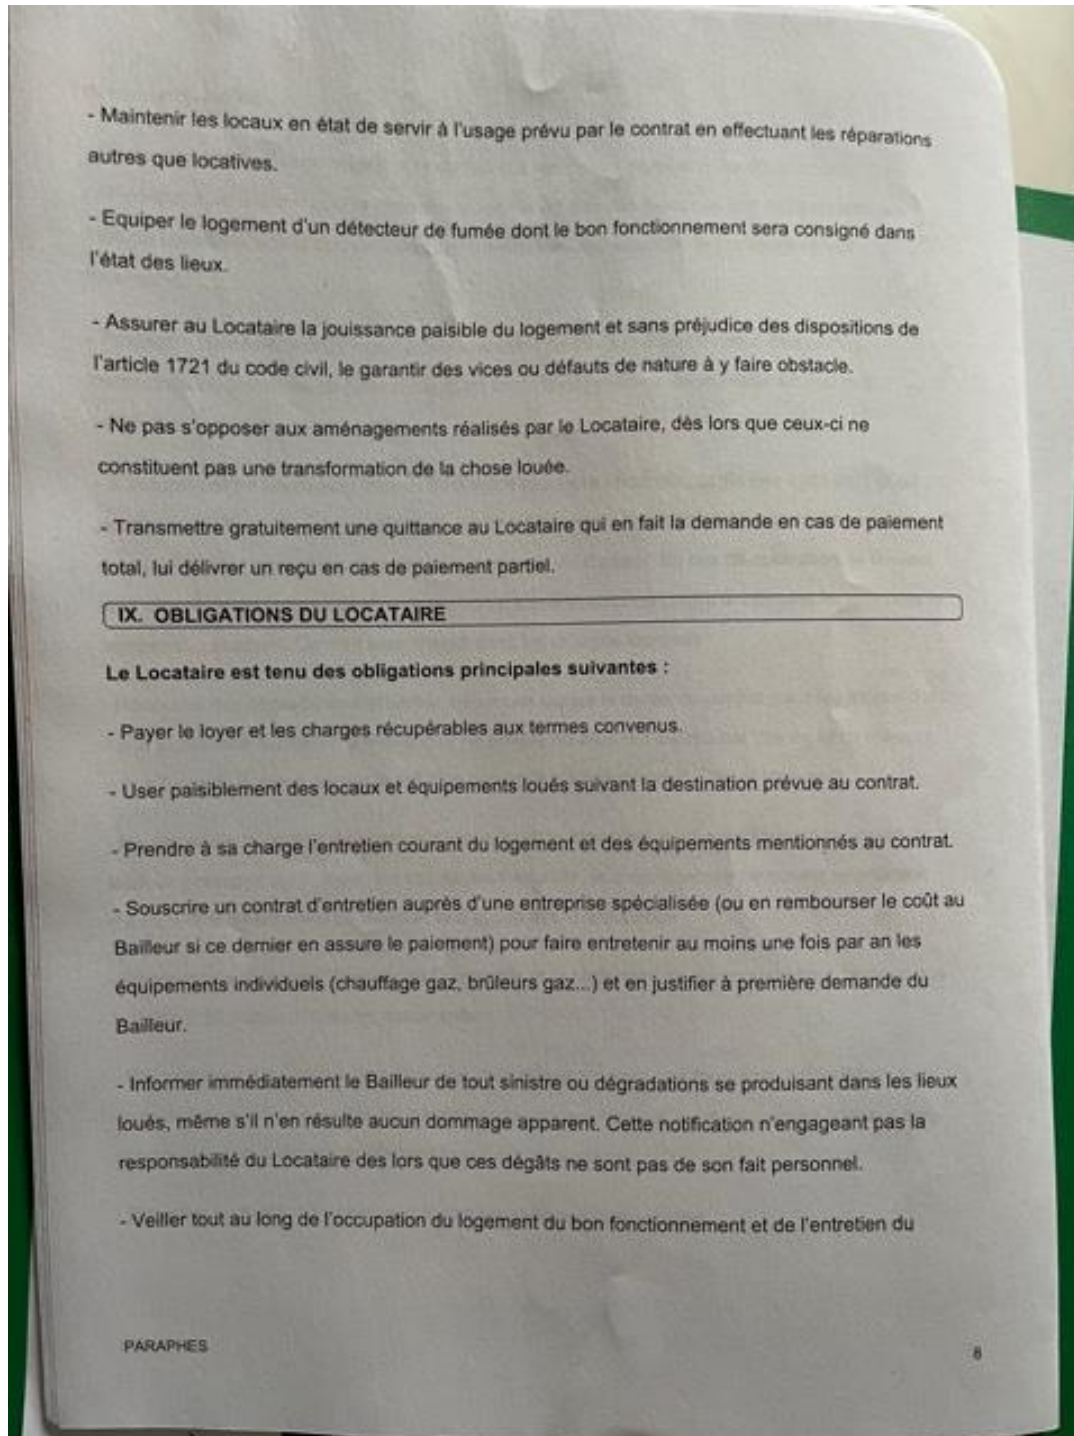 - Maintenir les locaux en état de servir à l'usage prévu par le contrat en effectuant les réparations
autres que locatives.
- Equiper le logement d'un détecteur de fumée dont le bon fonctionnement sera consigné dans
l'état des lieux.
- Assurer au Locataire la jouissance paisible du logement et sans préjudice des dispositions de
l'article 1721 du code civil, le garantir des vices ou défauts de nature à y faire obstacle.
- Ne pas s'opposer aux aménagements réalisés par le Locataire, dès lors que ceux-ci ne
constituent pas une transformation de la chose louée.
- Transmettre gratuitement une quittance au Locataire qui en fait la demande en cas de paiement
total, lui délivrer un reçu en cas de paiement partiel.
IX. OBLIGATIONS DU LOCATAIRE
Le Locataire est tenu des obligations principales suivantes :
- Payer le loyer et les charges récupérables aux termes convenus.
- User paisiblement des locaux et équipements loués suivant la destination prévue au contrat.
- Prendre à sa charge l'entretien courant du logement et des équipements mentionnés au contrat.
- Souscrire un contrat d'entretien auprès d'une entreprise spécialisée (ou en rembourser le coût au
Bailleur si ce dernier en assure le paiement) pour faire entretenir au moins une fois par an les
équipements individuels (chauffage gaz, brûleurs gaz...) et en justifier à première demande du
Bailleur.
- Informer immédiatement le Bailleur de tout sinistre ou dégradations se produisant dans les lieux
loués, même s'il n'en résulte aucun dommage apparent. Cette notification n'engageant pas la
responsabilité du Locataire des lors que ces dégâts ne sont pas de son fait personnel.
- Veiller tout au long de l'occupation du logement du bon fonctionnement et de l'entretien du
PARAPHES
8